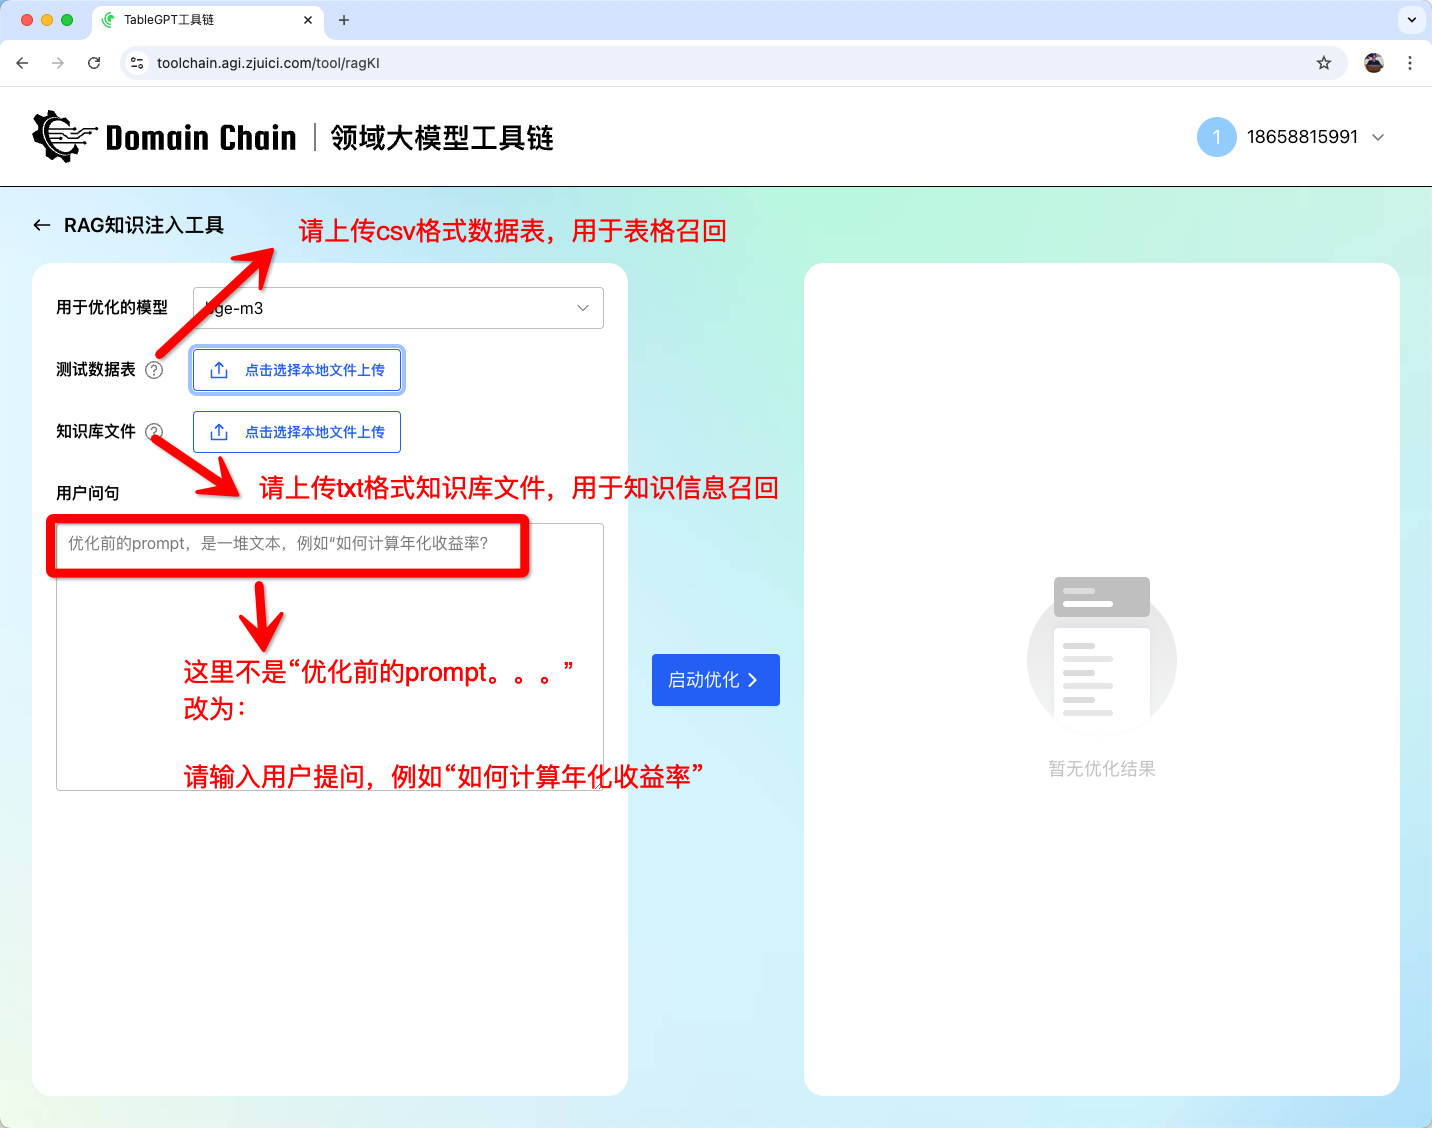 TableGPT工具链
toolchain.agi.zjuici.com/tool/ragKI
Domain Chain
领域大模型工具链
1
18658815991
RAG知识注入工具
请上传csv格式数据表，用于表格召回
用于优化的模型
bge-m3
测试数据表
点击选择本地文件上传
知识库文件
点击选择本地文件上传
请上传txt格式知识库文件，用于知识信息召回
用户问句
优化前的prompt，是一堆文本，例如“如何计算年化收益率?
这里不是“优化前的prompt。。。”
改为：
请输入用户提问，例如“如何计算年化收益率”
启动优化
暂无优化结果